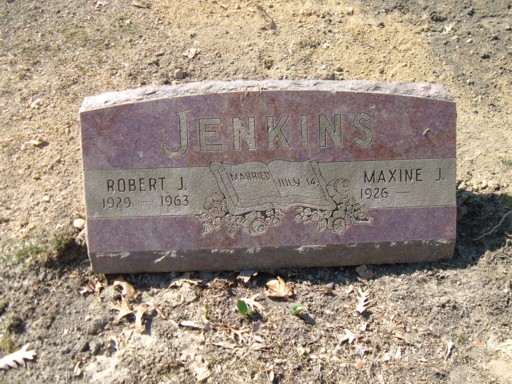 JENKINS
ROBERT J.
1929 — 1963
MARRIED JULY 14,
MAXINE J.
1926 —